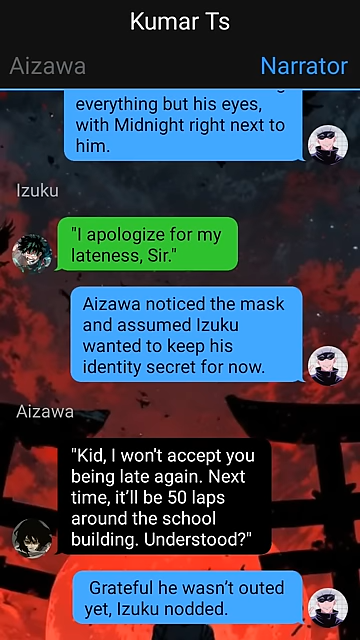 Kumar Ts
Aizawa
Narrator
everything but his eyes,
with Midnight right next to
him.
Izuku
"I apologize for my
lateness, Sir."
Aizawa noticed the mask
and assumed Izuku
wanted to keep his
identity secret for now.
Aizawa
"Kid, I won't accept you
being late again. Next
time, it’ll be 50 laps
around the school
building. Understood?"
Grateful he wasn’t outed
yet, Izuku nodded.